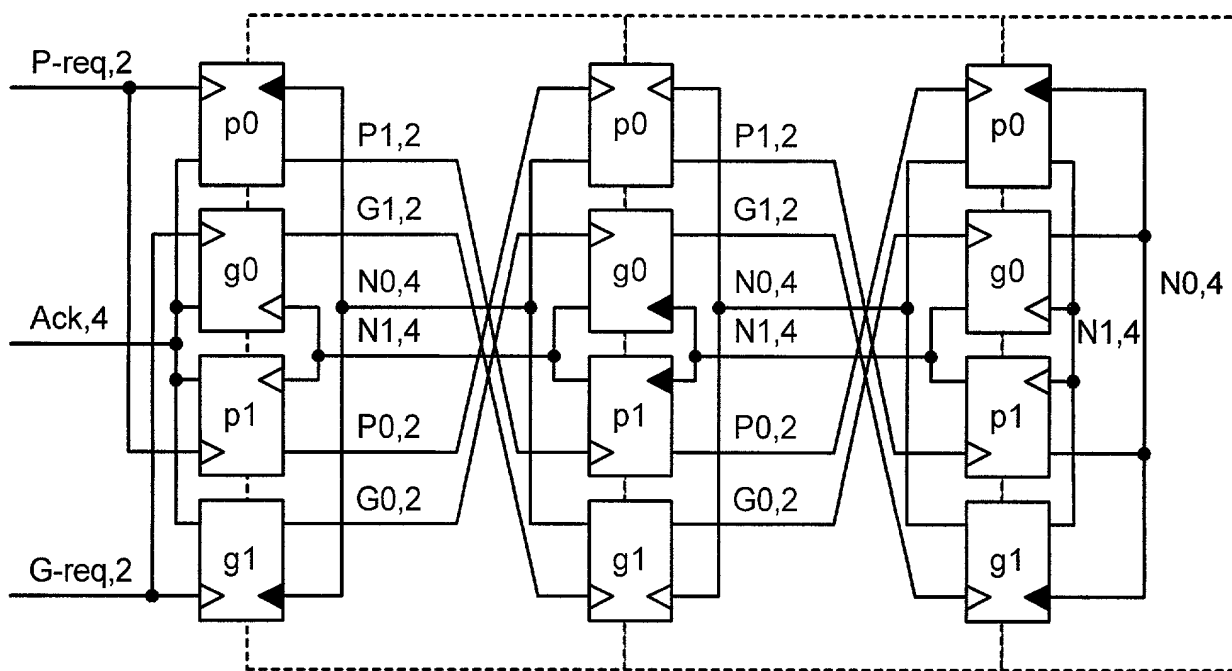 P-req,2
Ack,4
G-req,2
p0
g0
p1
g1
P1,2
G1,2
N0,4
N1,4
P0,2
G0,2
p0
g0
p1
g1
P1,2
G1,2
N0,4
N1,4
P0,2
G0,2
p0
g0
p1
g1
N1,4
N0,4